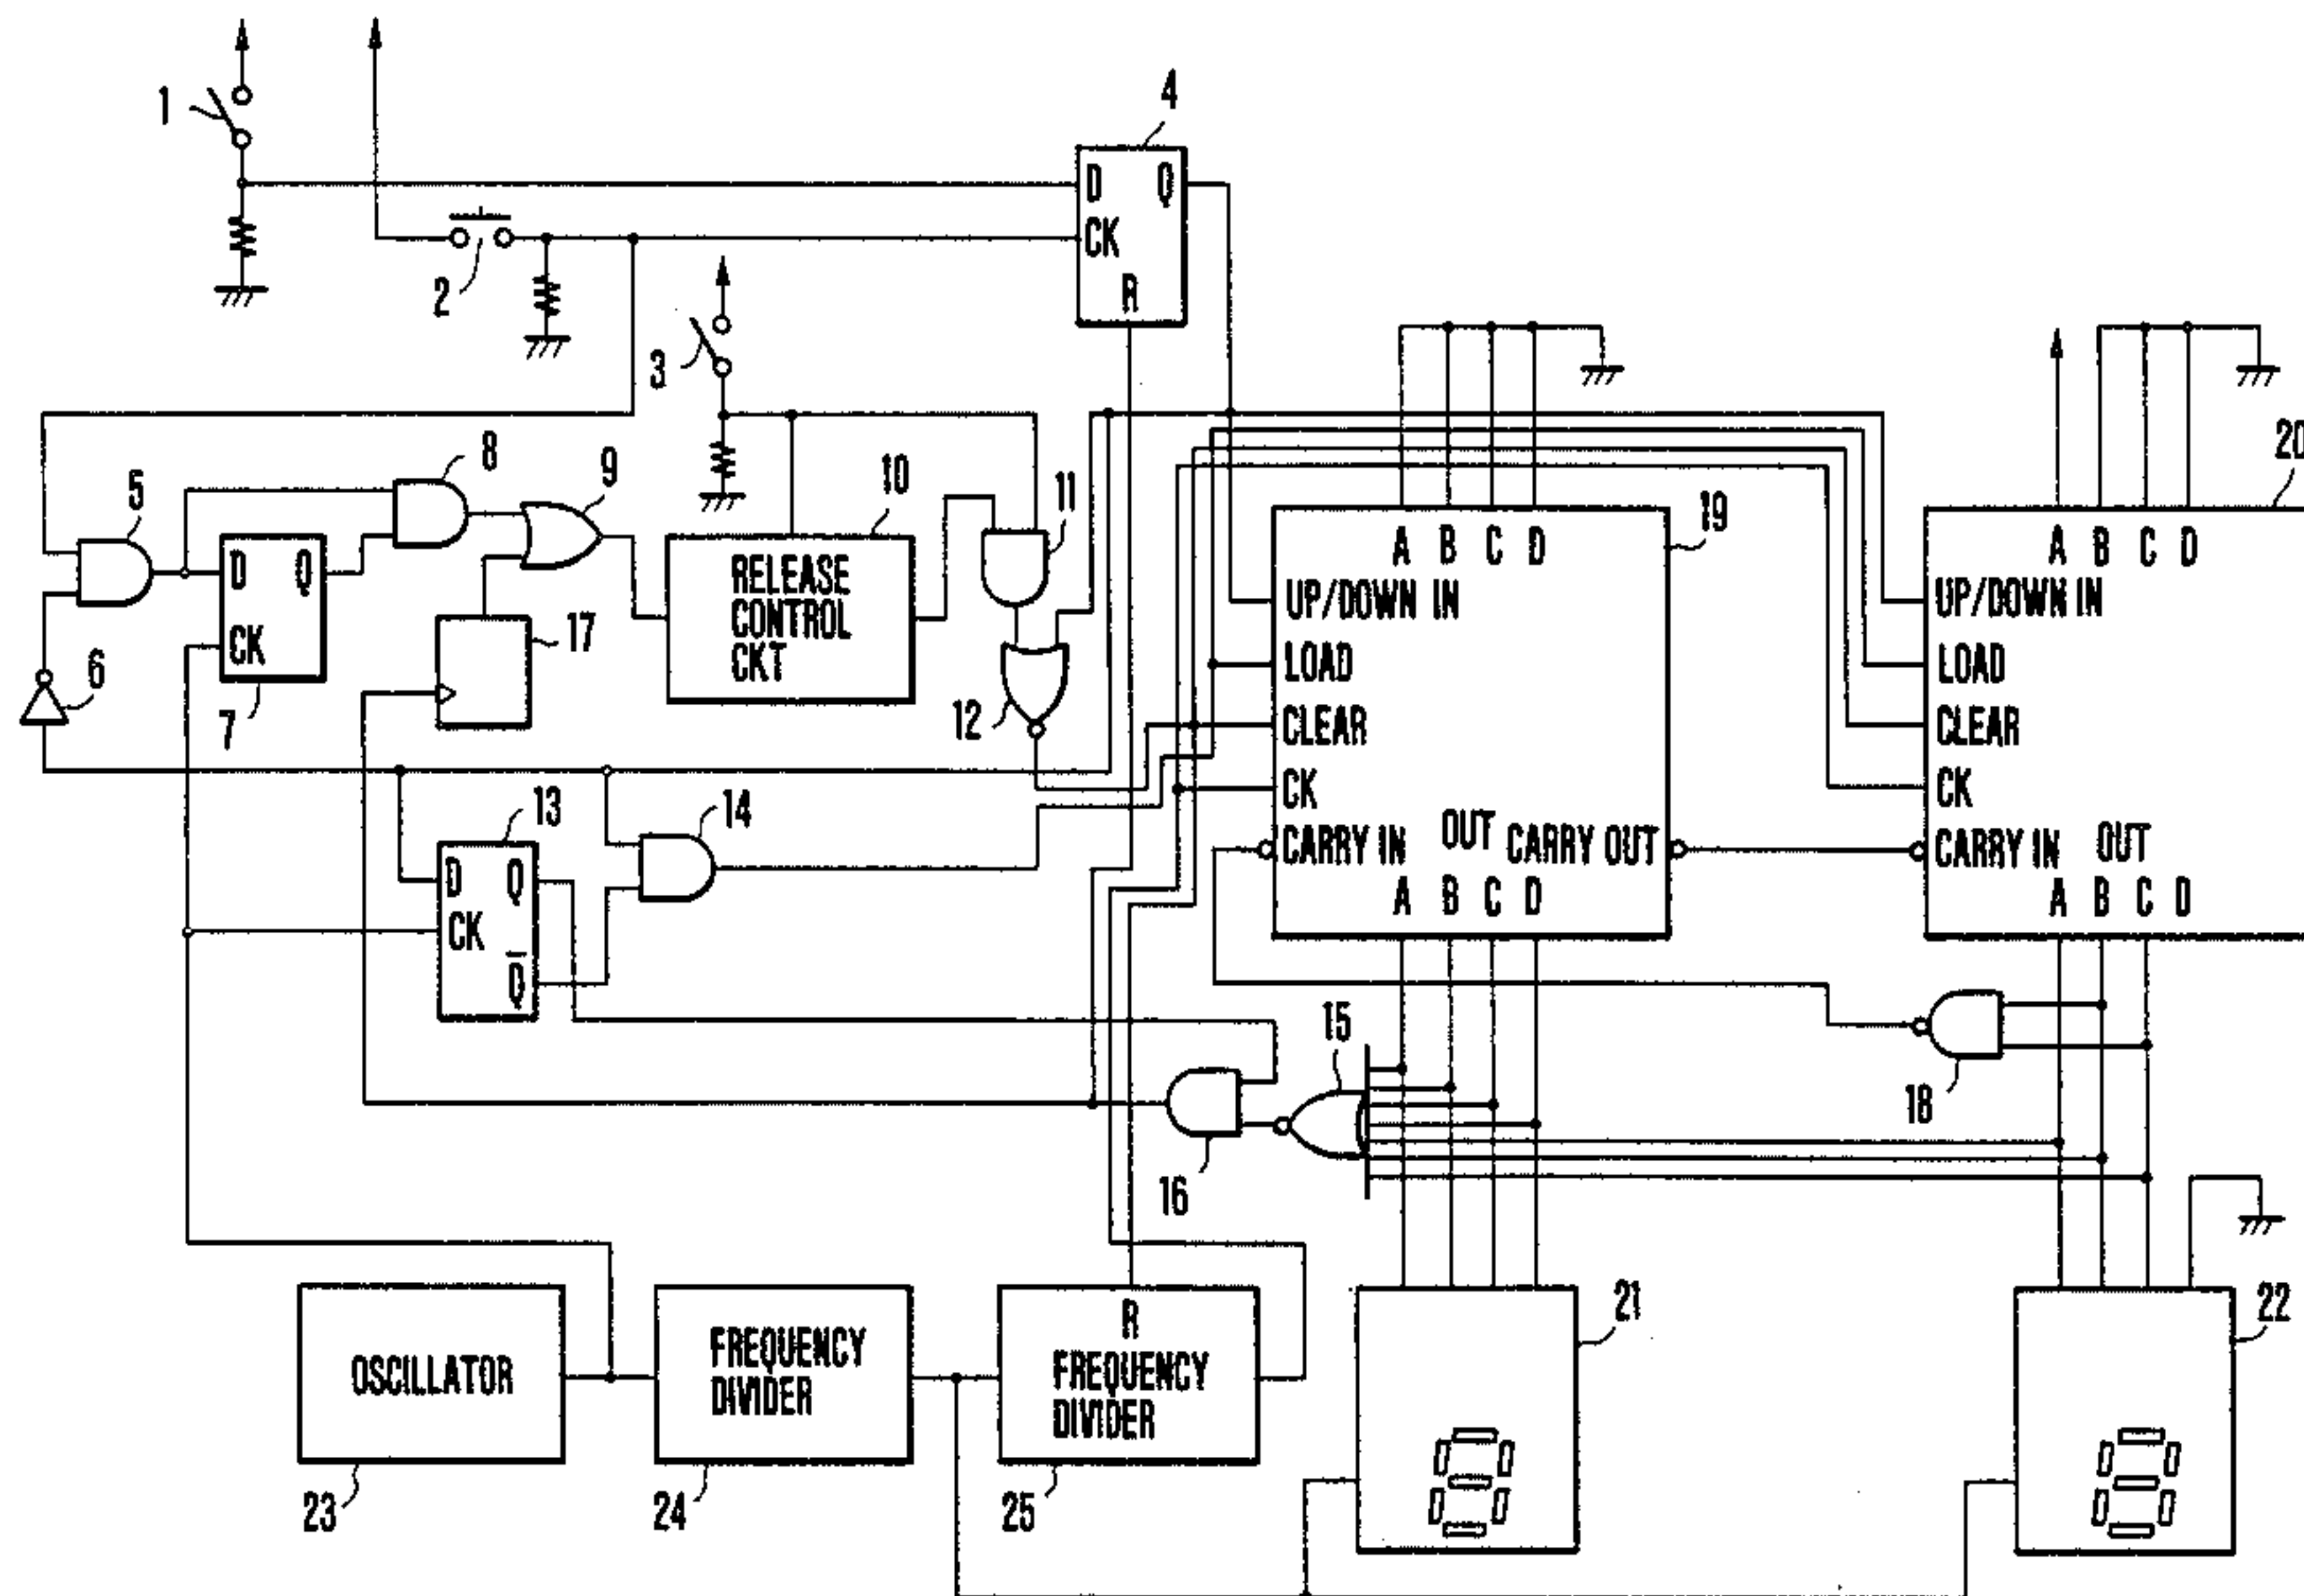 1
2
3
4
D Q
CK
R
5
6
D Q
CK
7
8
9
17
10
RELEASE
CONTROL
CKT
11
12
13
D Q
CK
Q̅
14
19
A B C D
UP/DOWN IN
LOAD
CLEAR
CK
CARRY IN OUT CARRY OUT
A B C D
20
A B C D
UP/DOWN IN
LOAD
CLEAR
CK
CARRY IN OUT
A B C D
15
16
18
OSCILLATOR
23
FREQUENCY
DIVIDER
24
R
FREQUENCY
DIVIDER
25
21
8
22
8